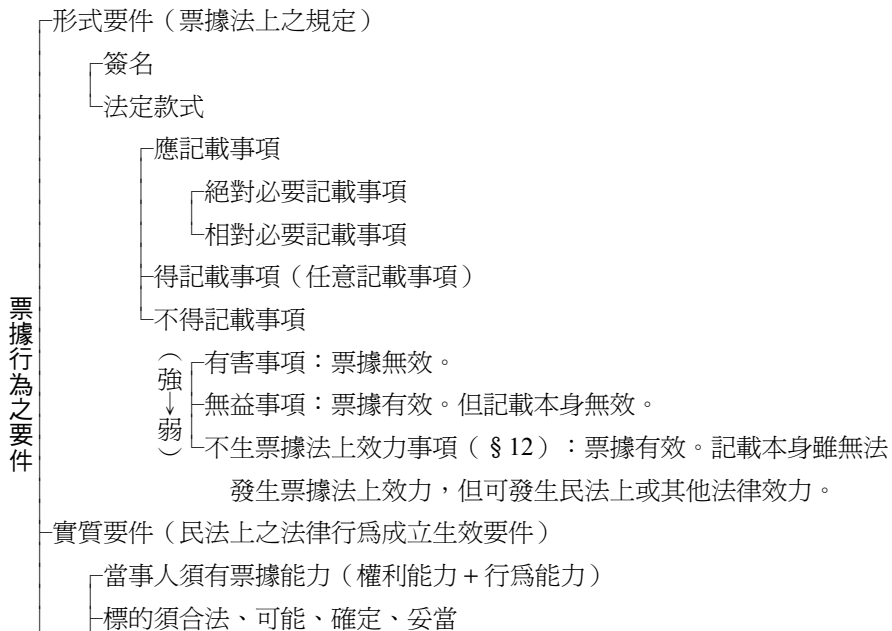 票據行為之要件
形式要件（票據法上之規定）
簽名
法定款式
應記載事項
絕對必要記載事項
相對必要記載事項
得記載事項（任意記載事項）
不得記載事項
（強→弱）
有害事項：票據無效。
無益事項：票據有效。但記載本身無效。
不生票據法上效力事項（§12）：票據有效。記載本身雖無法
發生票據法上效力，但可發生民法上或其他法律效力。
實質要件（民法上之法律行為成立生效要件）
當事人須有票據能力（權利能力+行為能力）
標的須合法、可能、確定、妥當